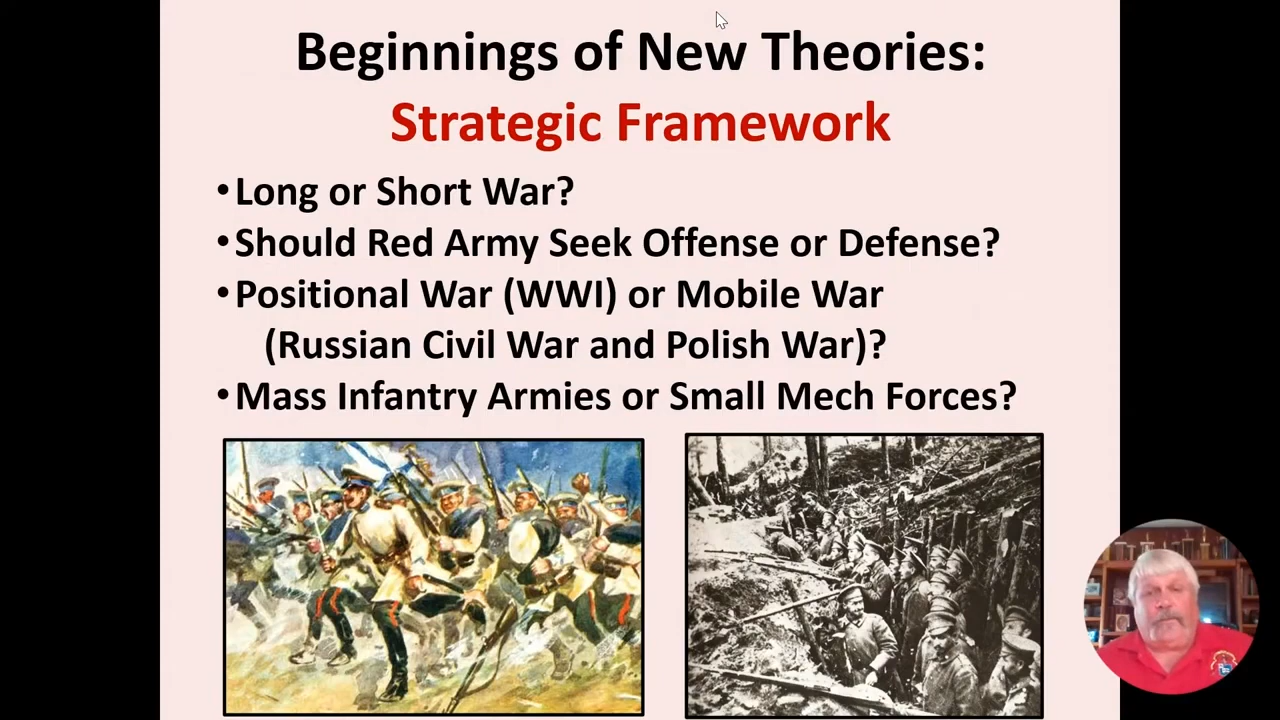 Beginnings of New Theories:
Strategic Framework
•Long or Short War?
•Should Red Army Seek Offense or Defense?
•Positional War (WWI) or Mobile War
(Russian Civil War and Polish War)?
•Mass Infantry Armies or Small Mech Forces?